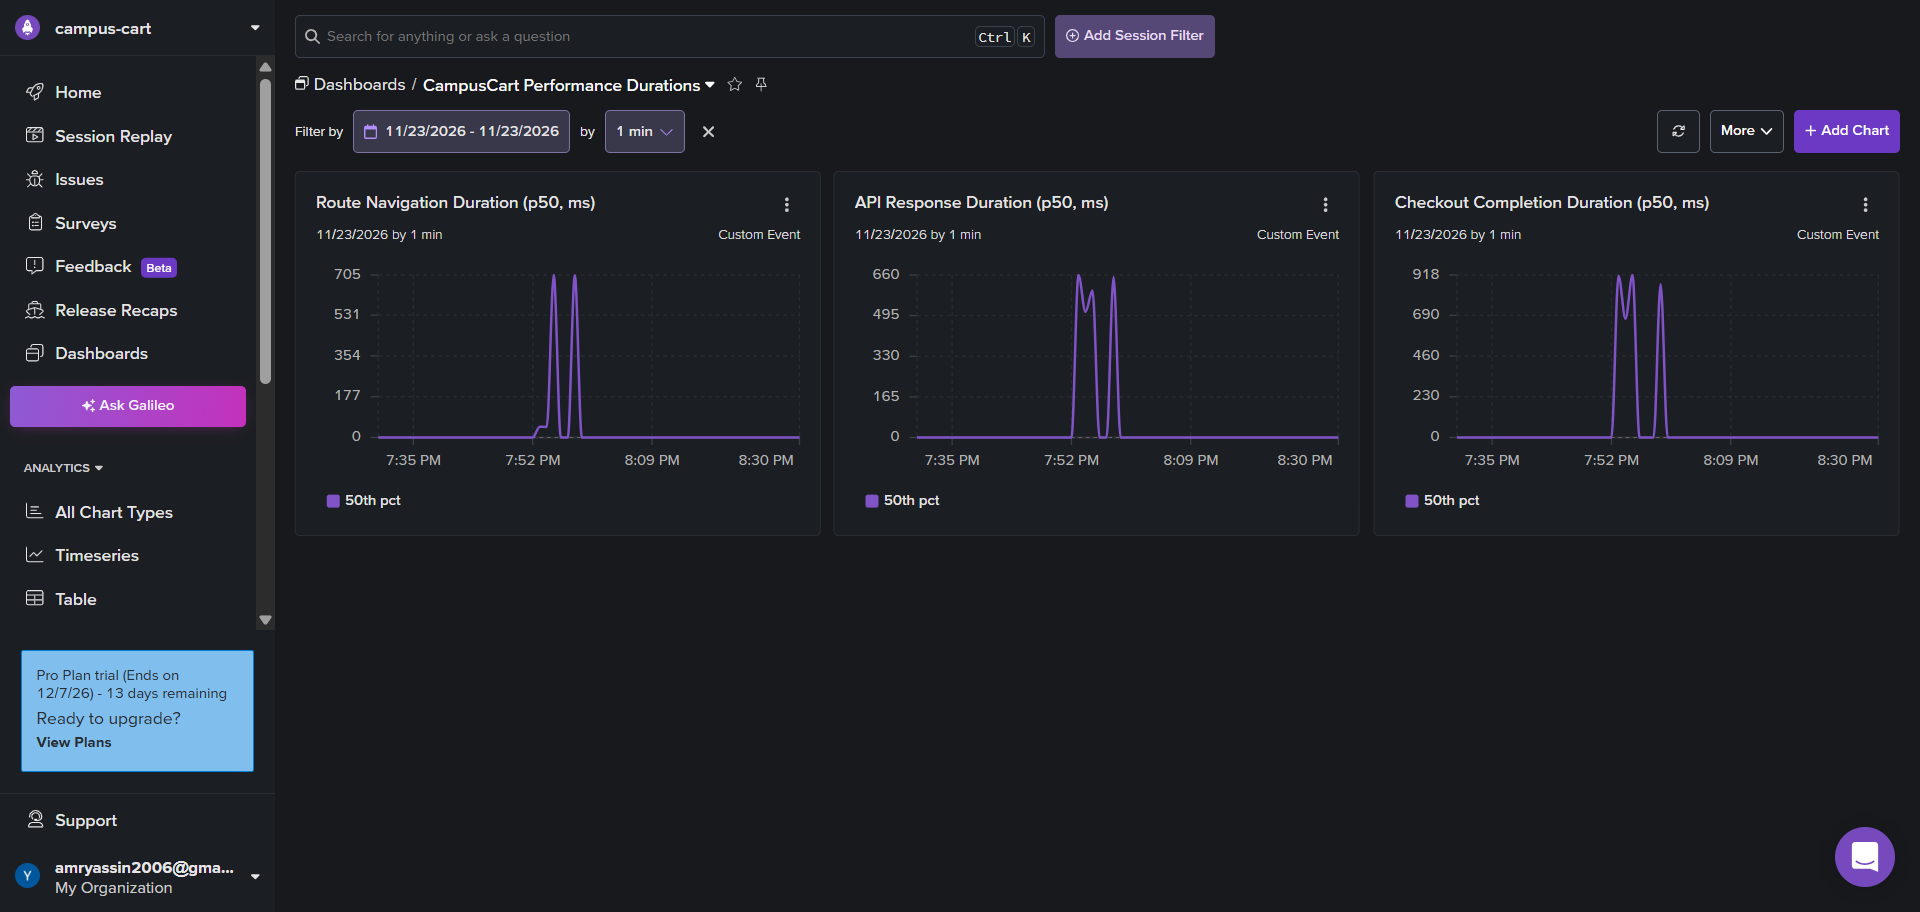 campus-cart
Search for anything or ask a question
Ctrl K
Add Session Filter
Dashboards / CampusCart Performance Durations
Filter by 11/23/2026 - 11/23/2026 by 1 min
More
+ Add Chart
Home
Session Replay
Issues
Surveys
Feedback Beta
Release Recaps
Dashboards
Ask Galileo
ANALYTICS
All Chart Types
Timeseries
Table
Pro Plan trial (Ends on
12/7/26) - 13 days remaining
Ready to upgrade?
View Plans
Support
Y
amryassin2006@gma...
My Organization
Route Navigation Duration (p50, ms)
11/23/2026 by 1 min
Custom Event
705
531
354
177
0
7:35 PM 7:52 PM 8:09 PM 8:30 PM
50th pct
API Response Duration (p50, ms)
11/23/2026 by 1 min
Custom Event
660
495
330
165
0
7:35 PM 7:52 PM 8:09 PM 8:30 PM
50th pct
Checkout Completion Duration (p50, ms)
11/23/2026 by 1 min
Custom Event
918
690
460
230
0
7:35 PM 7:52 PM 8:09 PM 8:30 PM
50th pct